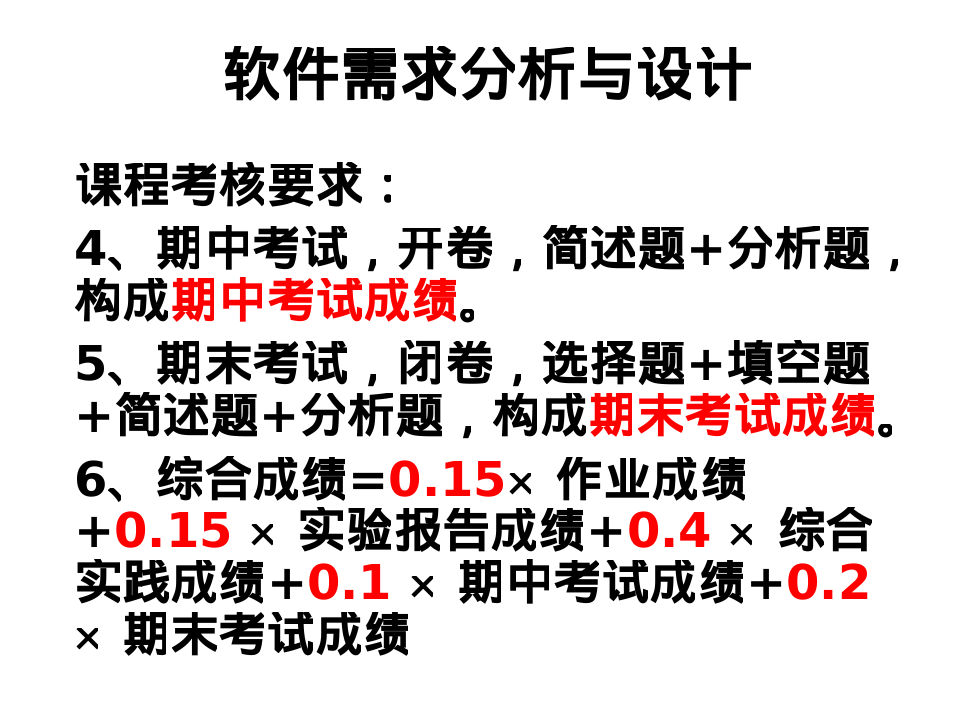 软件需求分析与设计
课程考核要求：
4、期中考试，开卷，简述题+分析题，
构成期中考试成绩。
5、期末考试，闭卷，选择题+填空题
+简述题+分析题，构成期末考试成绩。
6、综合成绩=0.15× 作业成绩
+0.15 × 实验报告成绩+0.4 × 综合
实践成绩+0.1 × 期中考试成绩+0.2
× 期末考试成绩